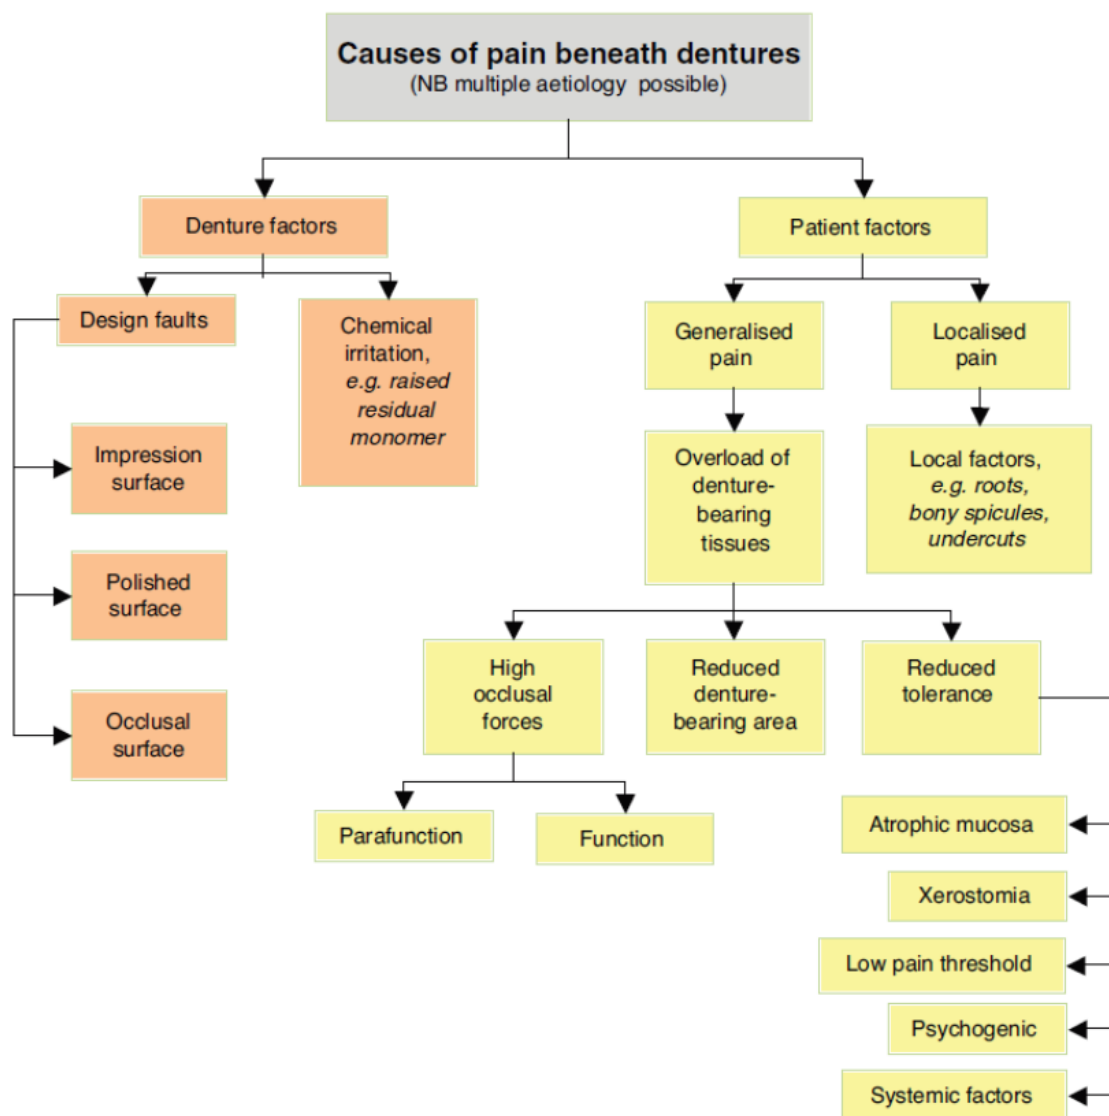 Causes of pain beneath dentures
(NB multiple aetiology possible)
Denture factors
Patient factors
Design faults
Chemical
irritation,
e.g. raised
residual
monomer
Generalised
pain
Localised
pain
Impression
surface
Overload of
denture-
bearing
tissues
Local factors,
e.g. roots,
bony spicules,
undercuts
Polished
surface
High
occlusal
forces
Reduced
denture-
bearing area
Reduced
tolerance
Occlusal
surface
Parafunction
Function
Atrophic mucosa
Xerostomia
Low pain threshold
Psychogenic
Systemic factors